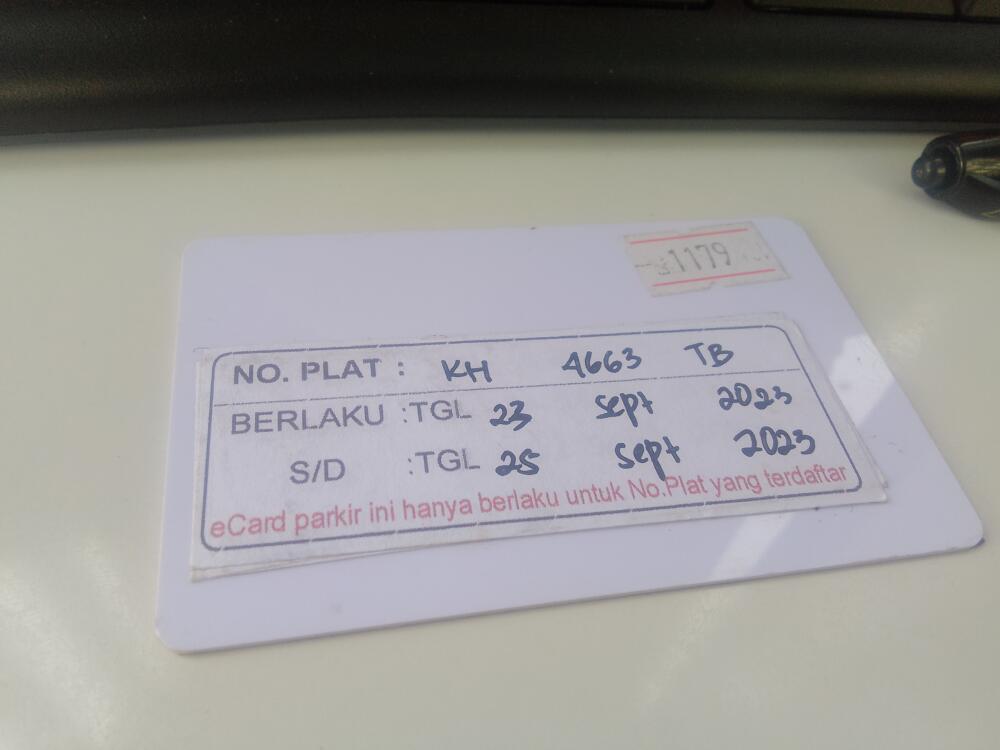 1179
NO. PLAT : KH 4663 TB
BERLAKU :TGL 23 sept 2023
S/D :TGL 25 sept 2023
eCard parkir ini hanya berlaku untuk No.Plat yang terdaftar